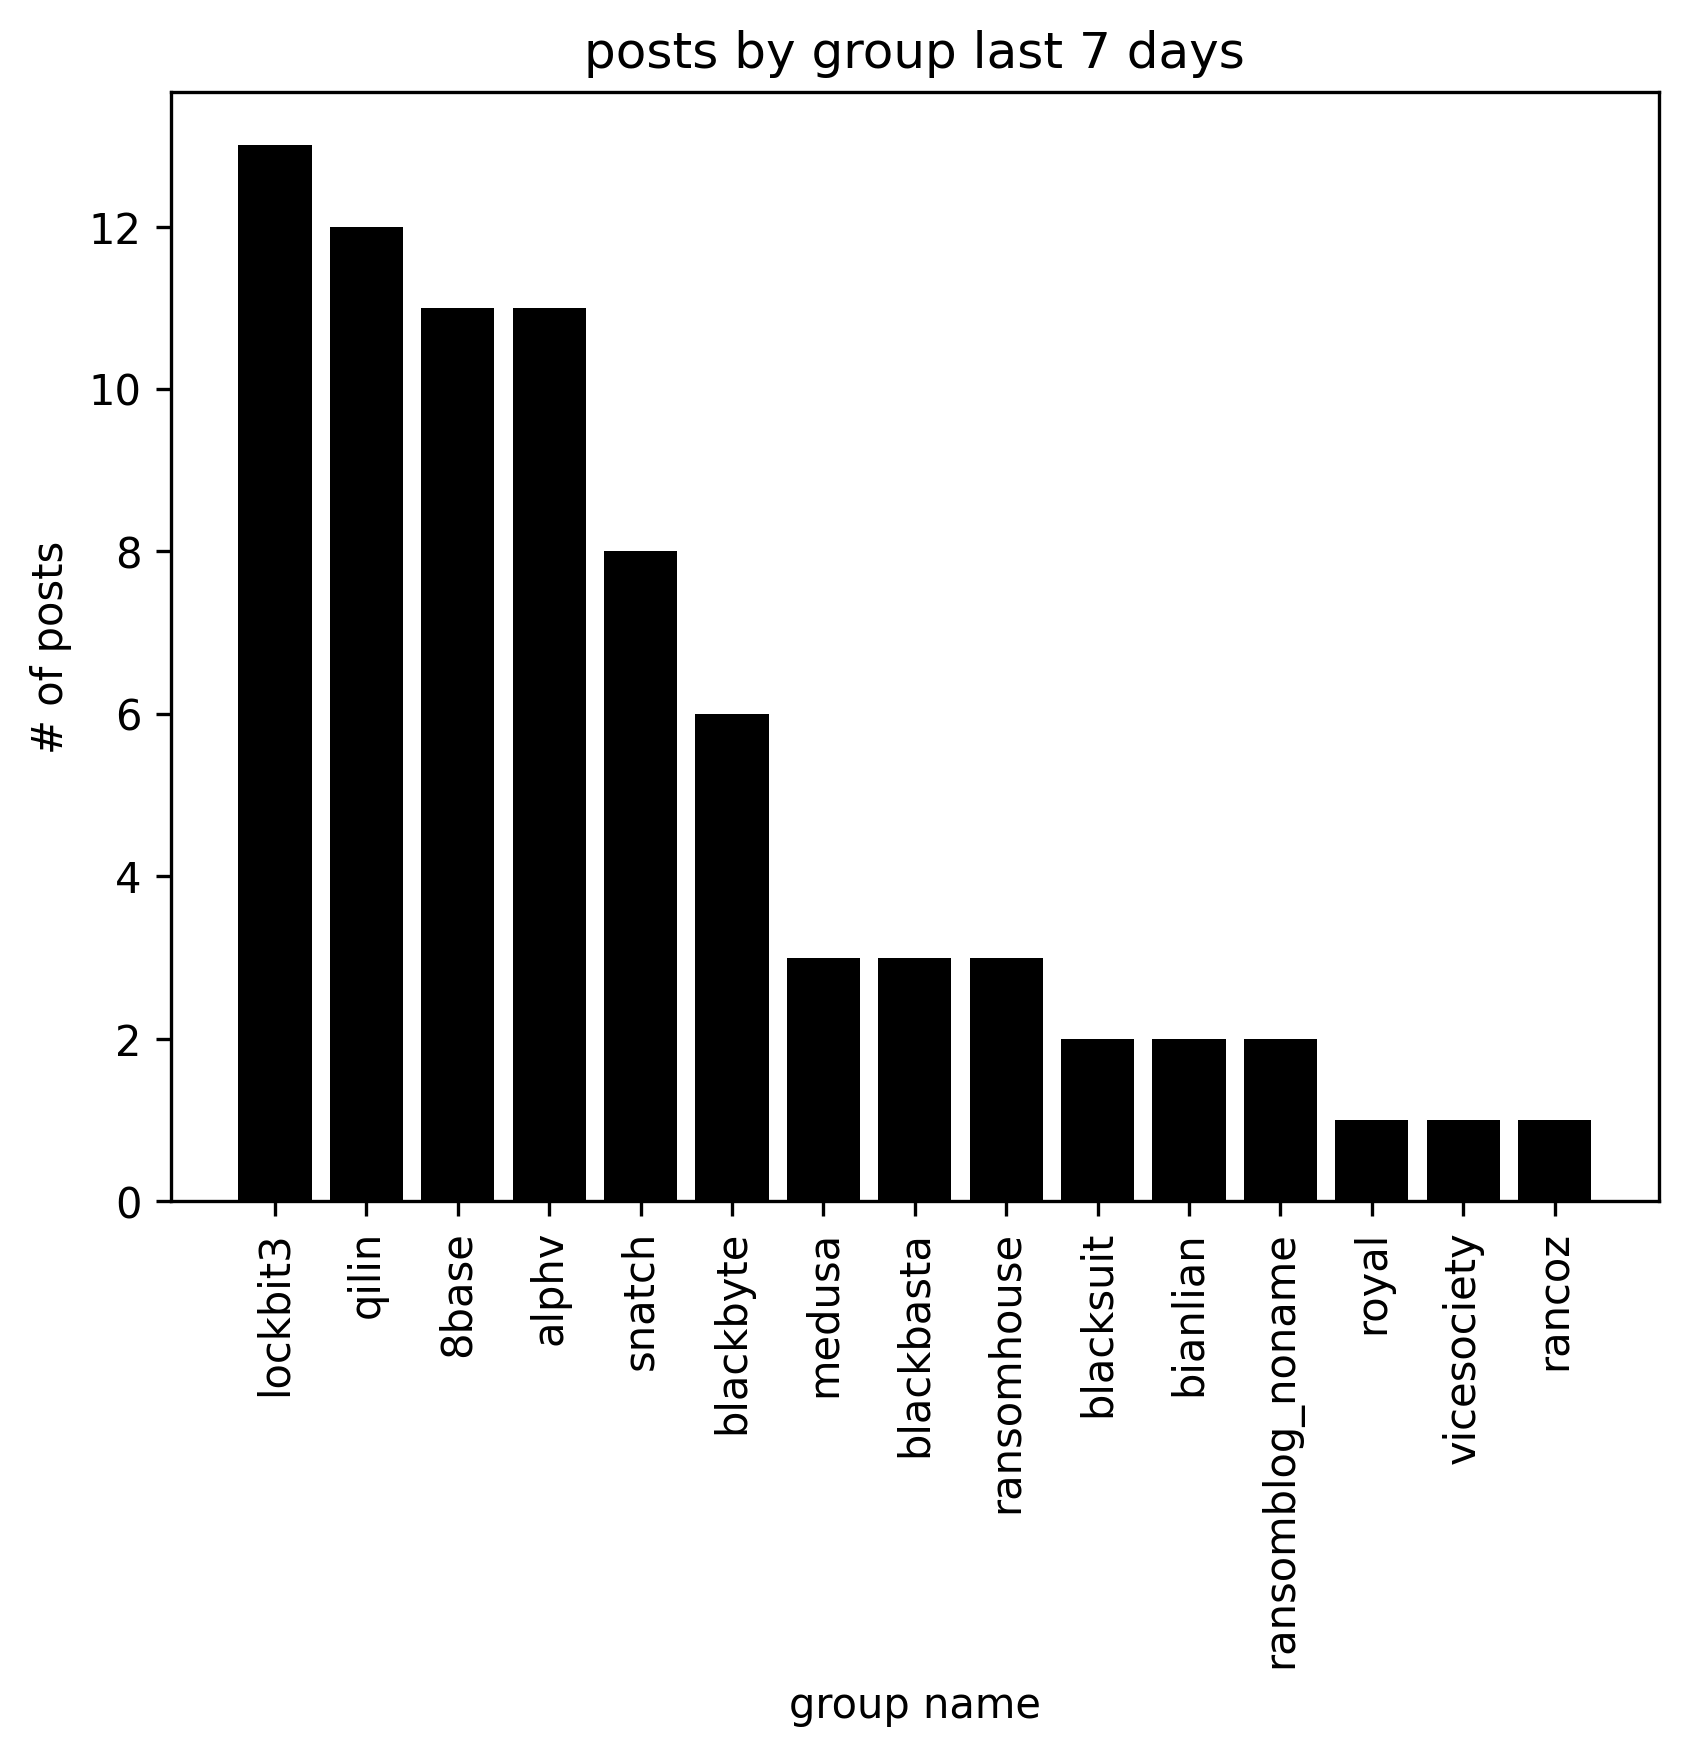 posts by group last 7 days
# of posts
12
10
8
6
4
2
0
lockbit3
qilin
8base
alphv
snatch
blackbyte
medusa
blackbasta
ransomhouse
blacksuit
bianlian
ransomblog_noname
royal
vicesociety
rancoz
group name